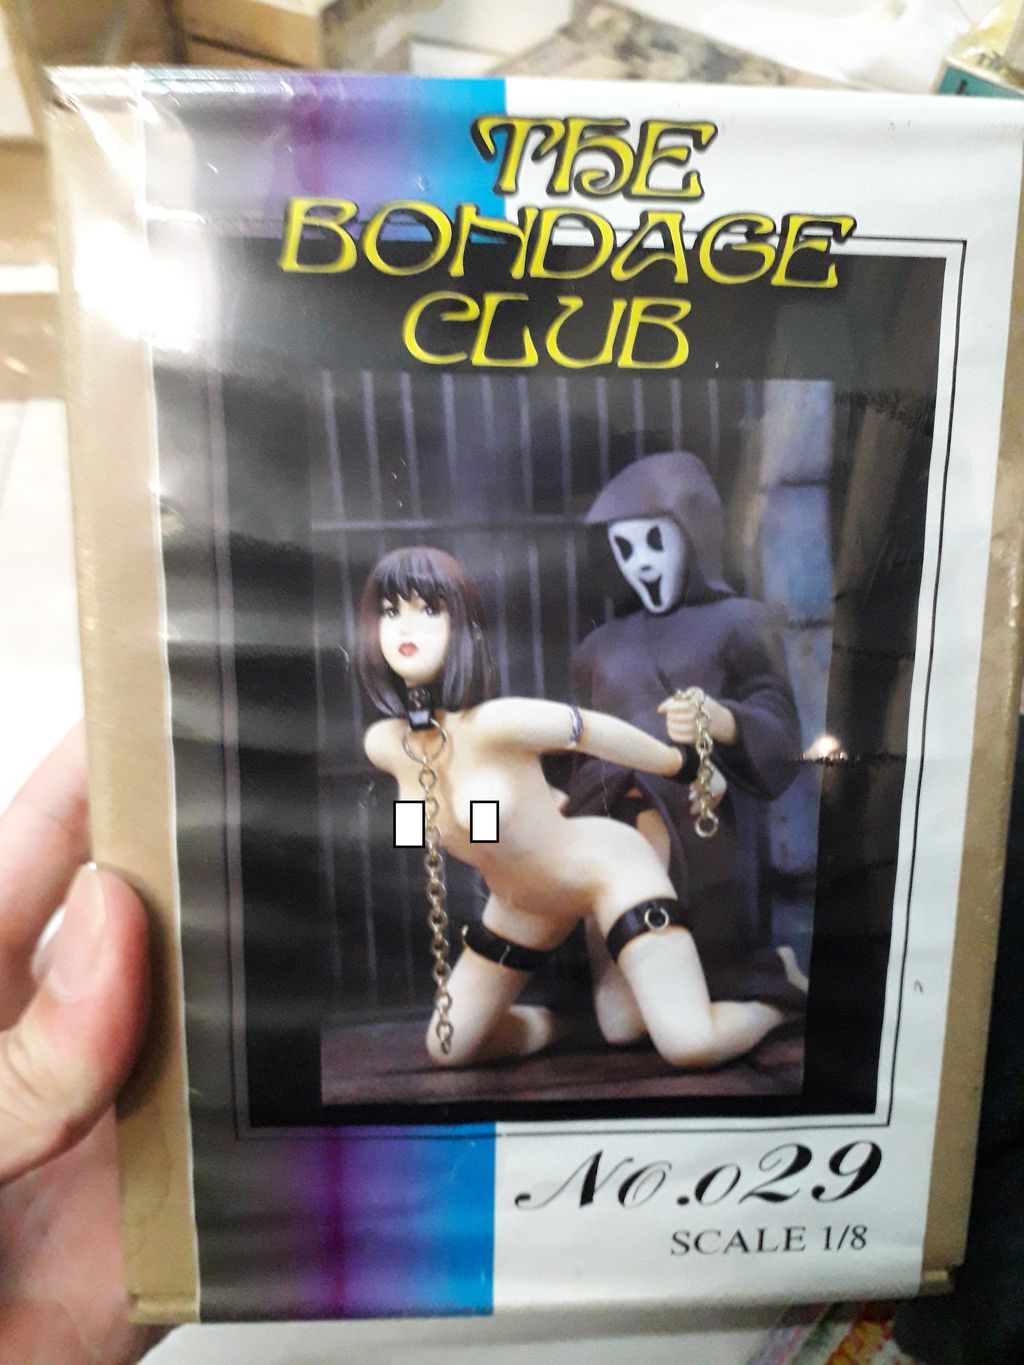 THE
BONDAGE
CLUB
No.029
SCALE 1/8